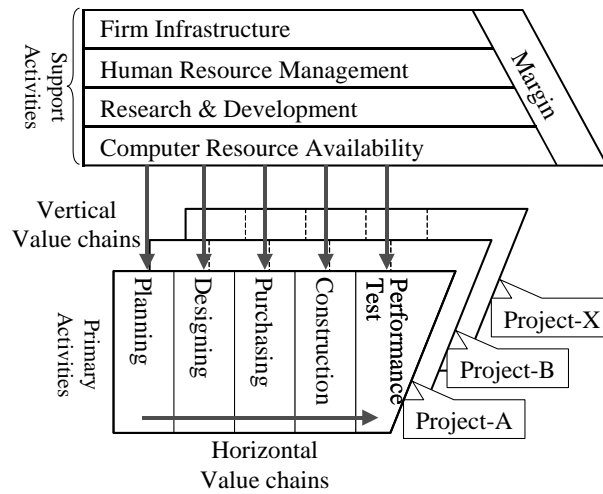 Support
Activities
Firm Infrastructure
Human Resource Management
Research & Development
Computer Resource Availability
Margin
Vertical
Value chains
Primary
Activities
Planning
Designing
Purchasing
Construction
Performance
Test
Project-X
Project-B
Project-A
Horizontal
Value chains